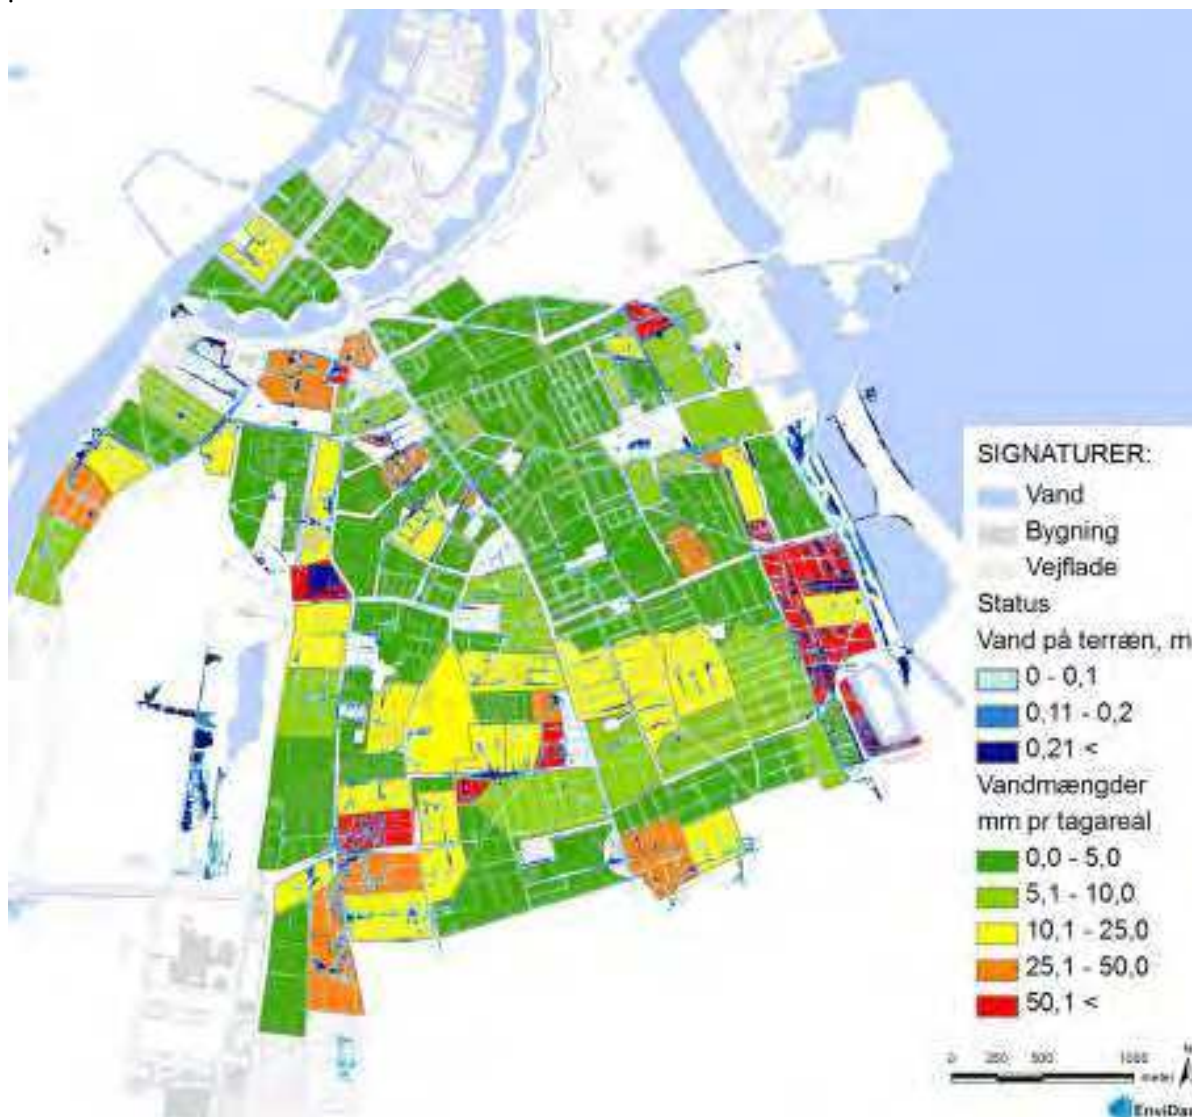 SIGNATURER:
Vand
Bygning
Vejflade
Status
Vand på terræn, m
0 - 0,1
0,11 - 0,2
0,21 <
Vandmængder
mm pr tagareal
0,0 - 5,0
5,1 - 10,0
10,1 - 25,0
25,1 - 50,0
50,1 <
0 250 500 1000
meter
EnviDa